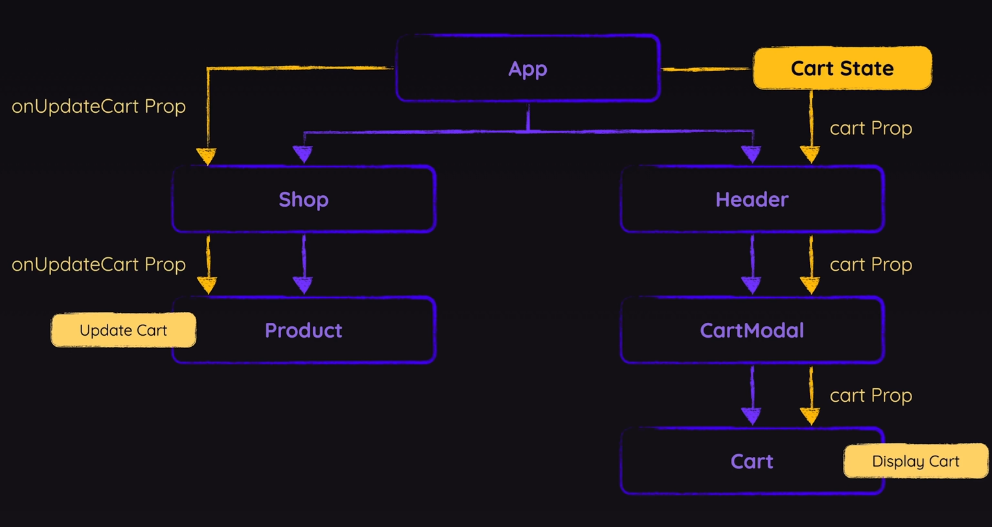 App
Cart State
onUpdateCart Prop
cart Prop
Shop
Header
onUpdateCart Prop
cart Prop
Update Cart
Product
CartModal
cart Prop
Cart
Display Cart